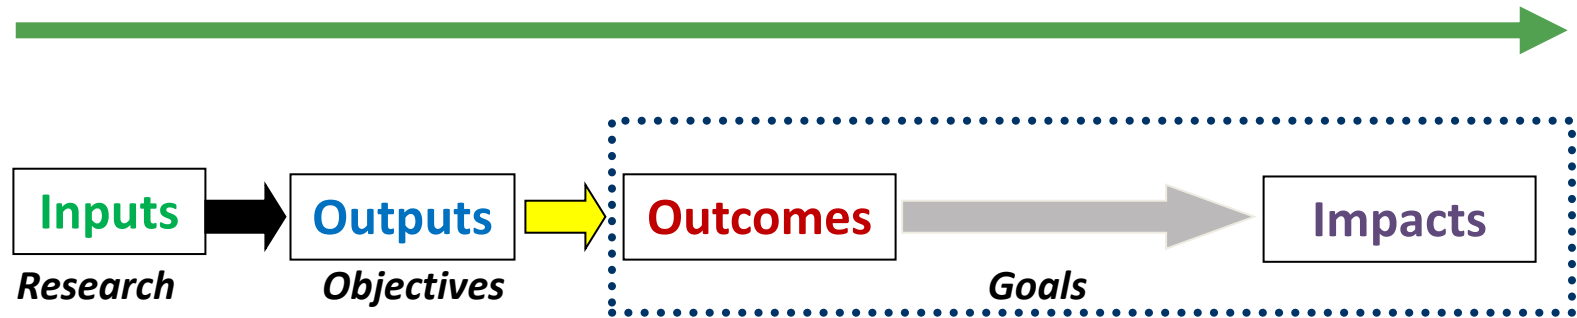 Inputs
Outputs
Outcomes
Impacts
Research
Objectives
Goals